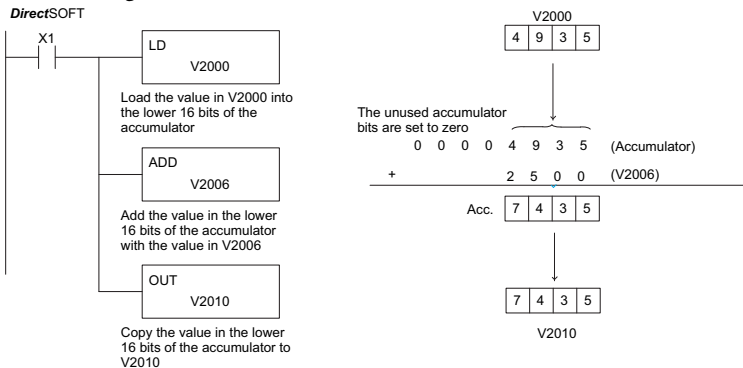 DirectSOFT
X1
LD
V2000
Load the value in V2000 into
the lower 16 bits of the
accumulator
ADD
V2006
Add the value in the lower
16 bits of the accumulator
with the value in V2006
OUT
V2010
Copy the value in the lower
16 bits of the accumulator to
V2010
V2000
4 9 3 5
The unused accumulator
bits are set to zero
0 0 0 0 4 9 3 5 (Accumulator)
+ 2 5 0 0 (V2006)
Acc. 7 4 3 5
7 4 3 5
V2010